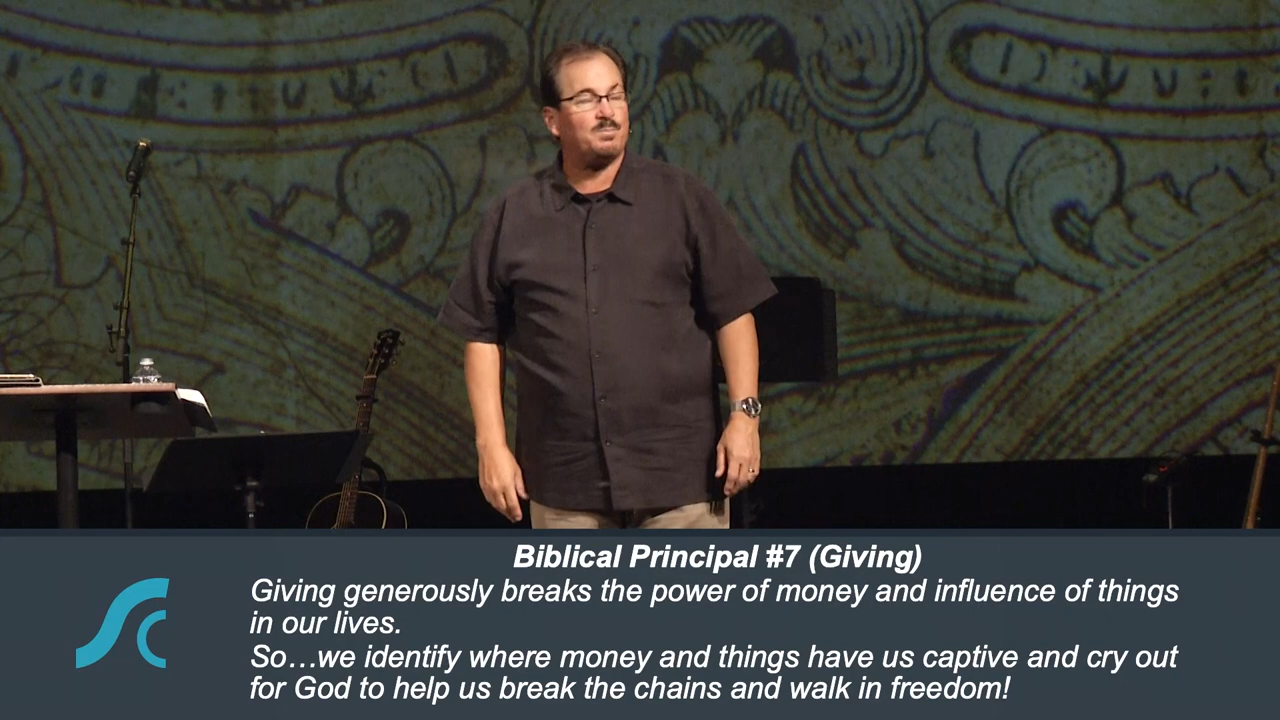 Biblical Principal #7 (Giving)
Giving generously breaks the power of money and influence of things
in our lives.
So…we identify where money and things have us captive and cry out
for God to help us break the chains and walk in freedom!